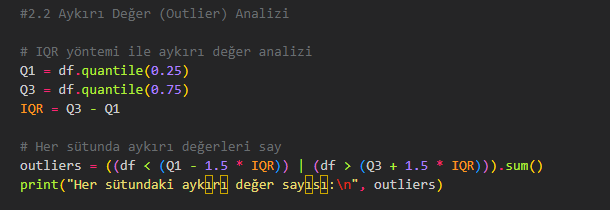 #2.2 Aykırı Değer (Outlier) Analizi
# IQR yöntemi ile aykırı değer analizi
Q1 = df.quantile(0.25)
Q3 = df.quantile(0.75)
IQR = Q3 - Q1
# Her sütunda aykırı değerleri say
outliers = ((df < (Q1 - 1.5 * IQR)) | (df > (Q3 + 1.5 * IQR))).sum()
print("Her sütundaki aykırı değer sayısı:\n", outliers)